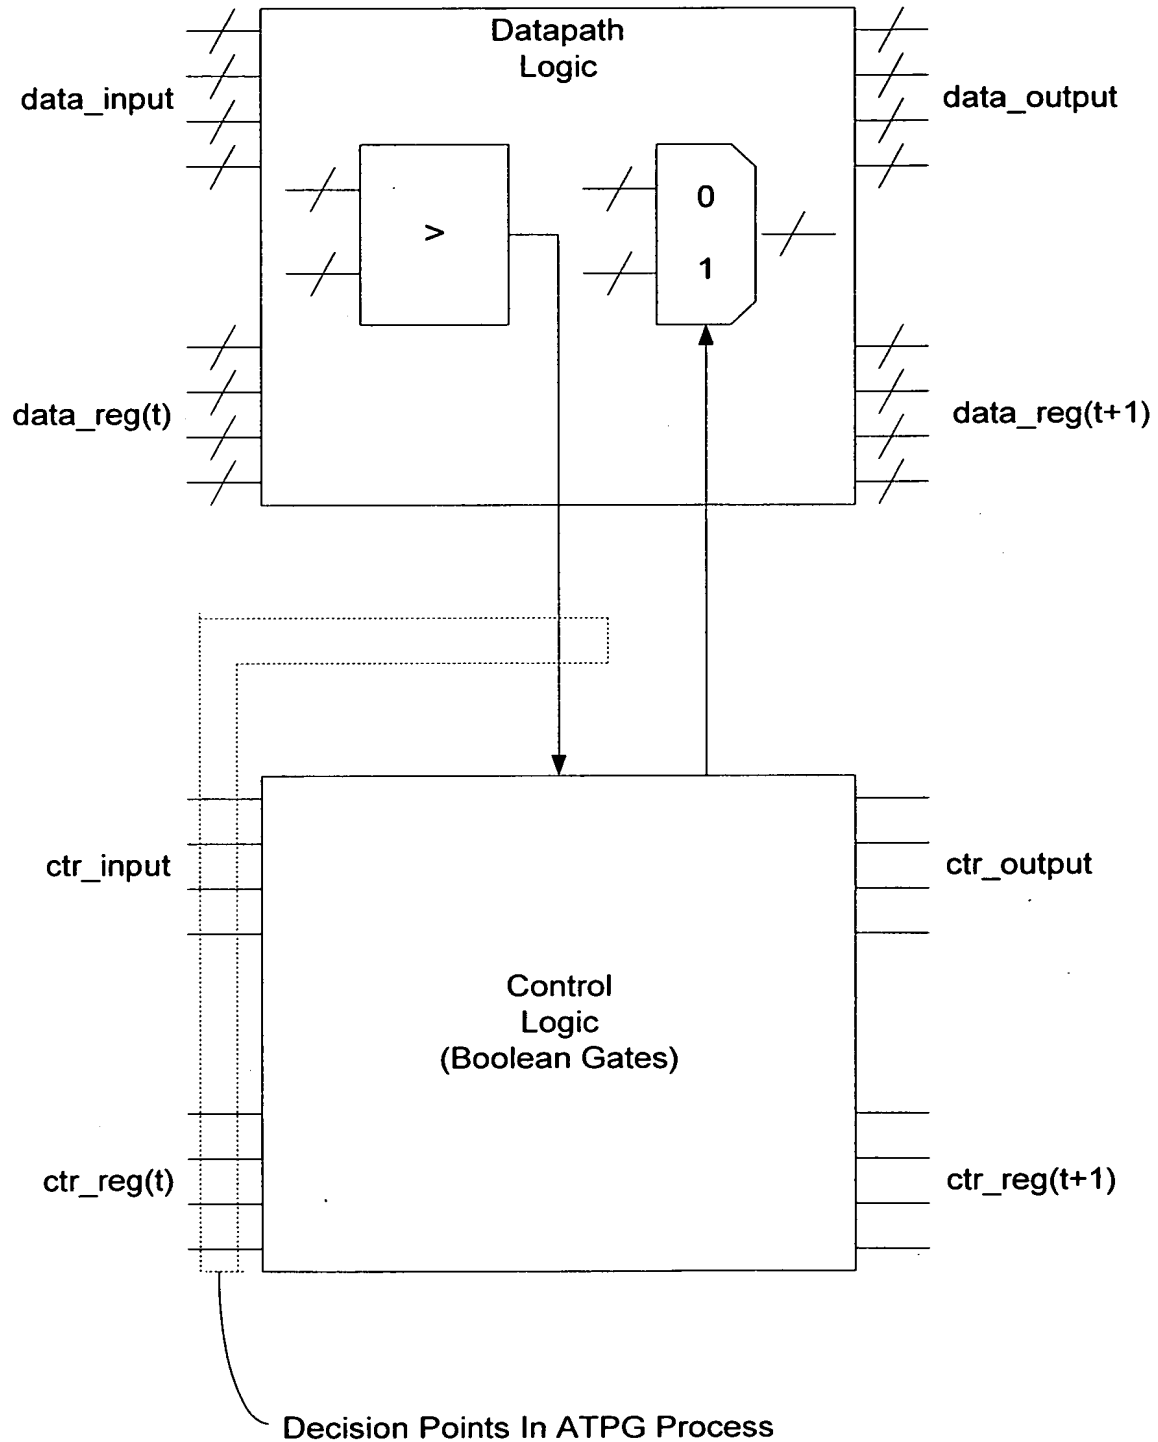 Datapath
Logic
data_input
data_output
0
>
1
data_reg(t)
data_reg(t+1)
ctr_input
ctr_output
Control
Logic
(Boolean Gates)
ctr_reg(t)
ctr_reg(t+1)
Decision Points In ATPG Process